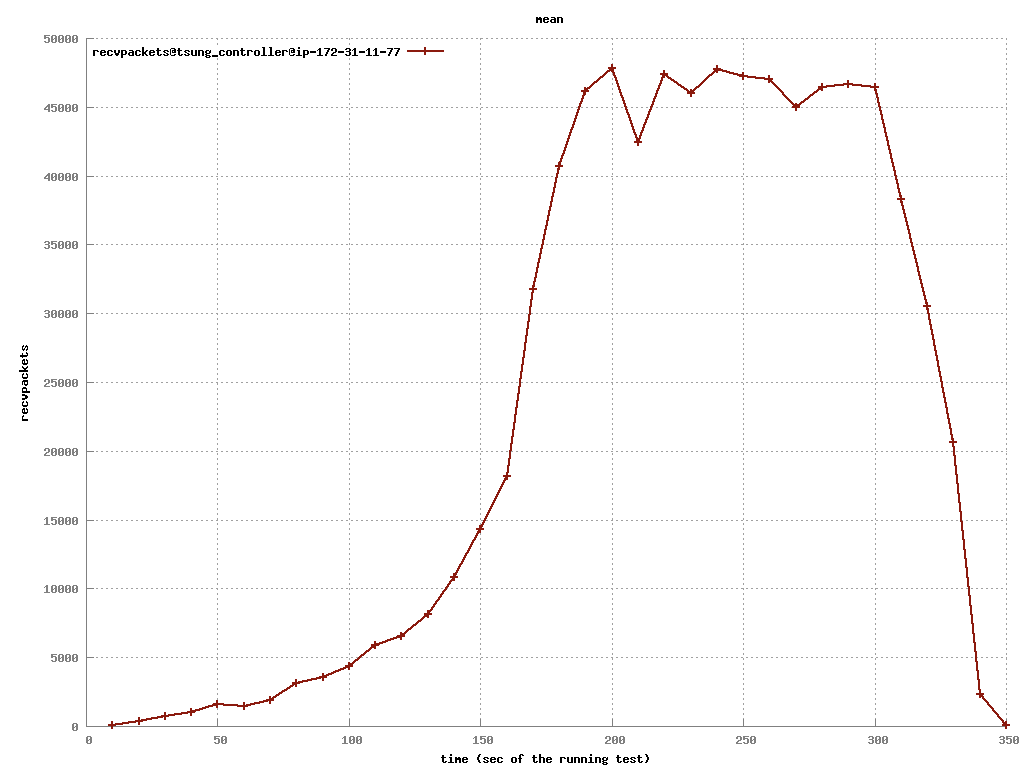 mean
50000
recvpackets@tsung_controller@ip-172-31-11-77
45000
40000
35000
30000
recvpackets
25000
20000
15000
10000
5000
0
0 50 100 150 200 250 300 350
time (sec of the running test)